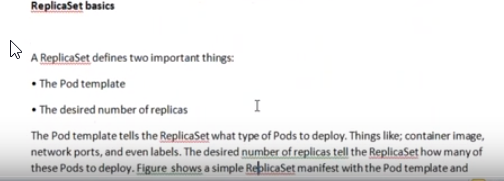 ReplicaSet basics
A ReplicaSet defines two important things:
• The Pod template
• The desired number of replicas
The Pod template tells the ReplicaSet what type of Pods to deploy. Things like; container image,
network ports, and even labels. The desired number of replicas tell the ReplicaSet how many of
these Pods to deploy. Figure shows a simple ReplicaSet manifest with the Pod template and